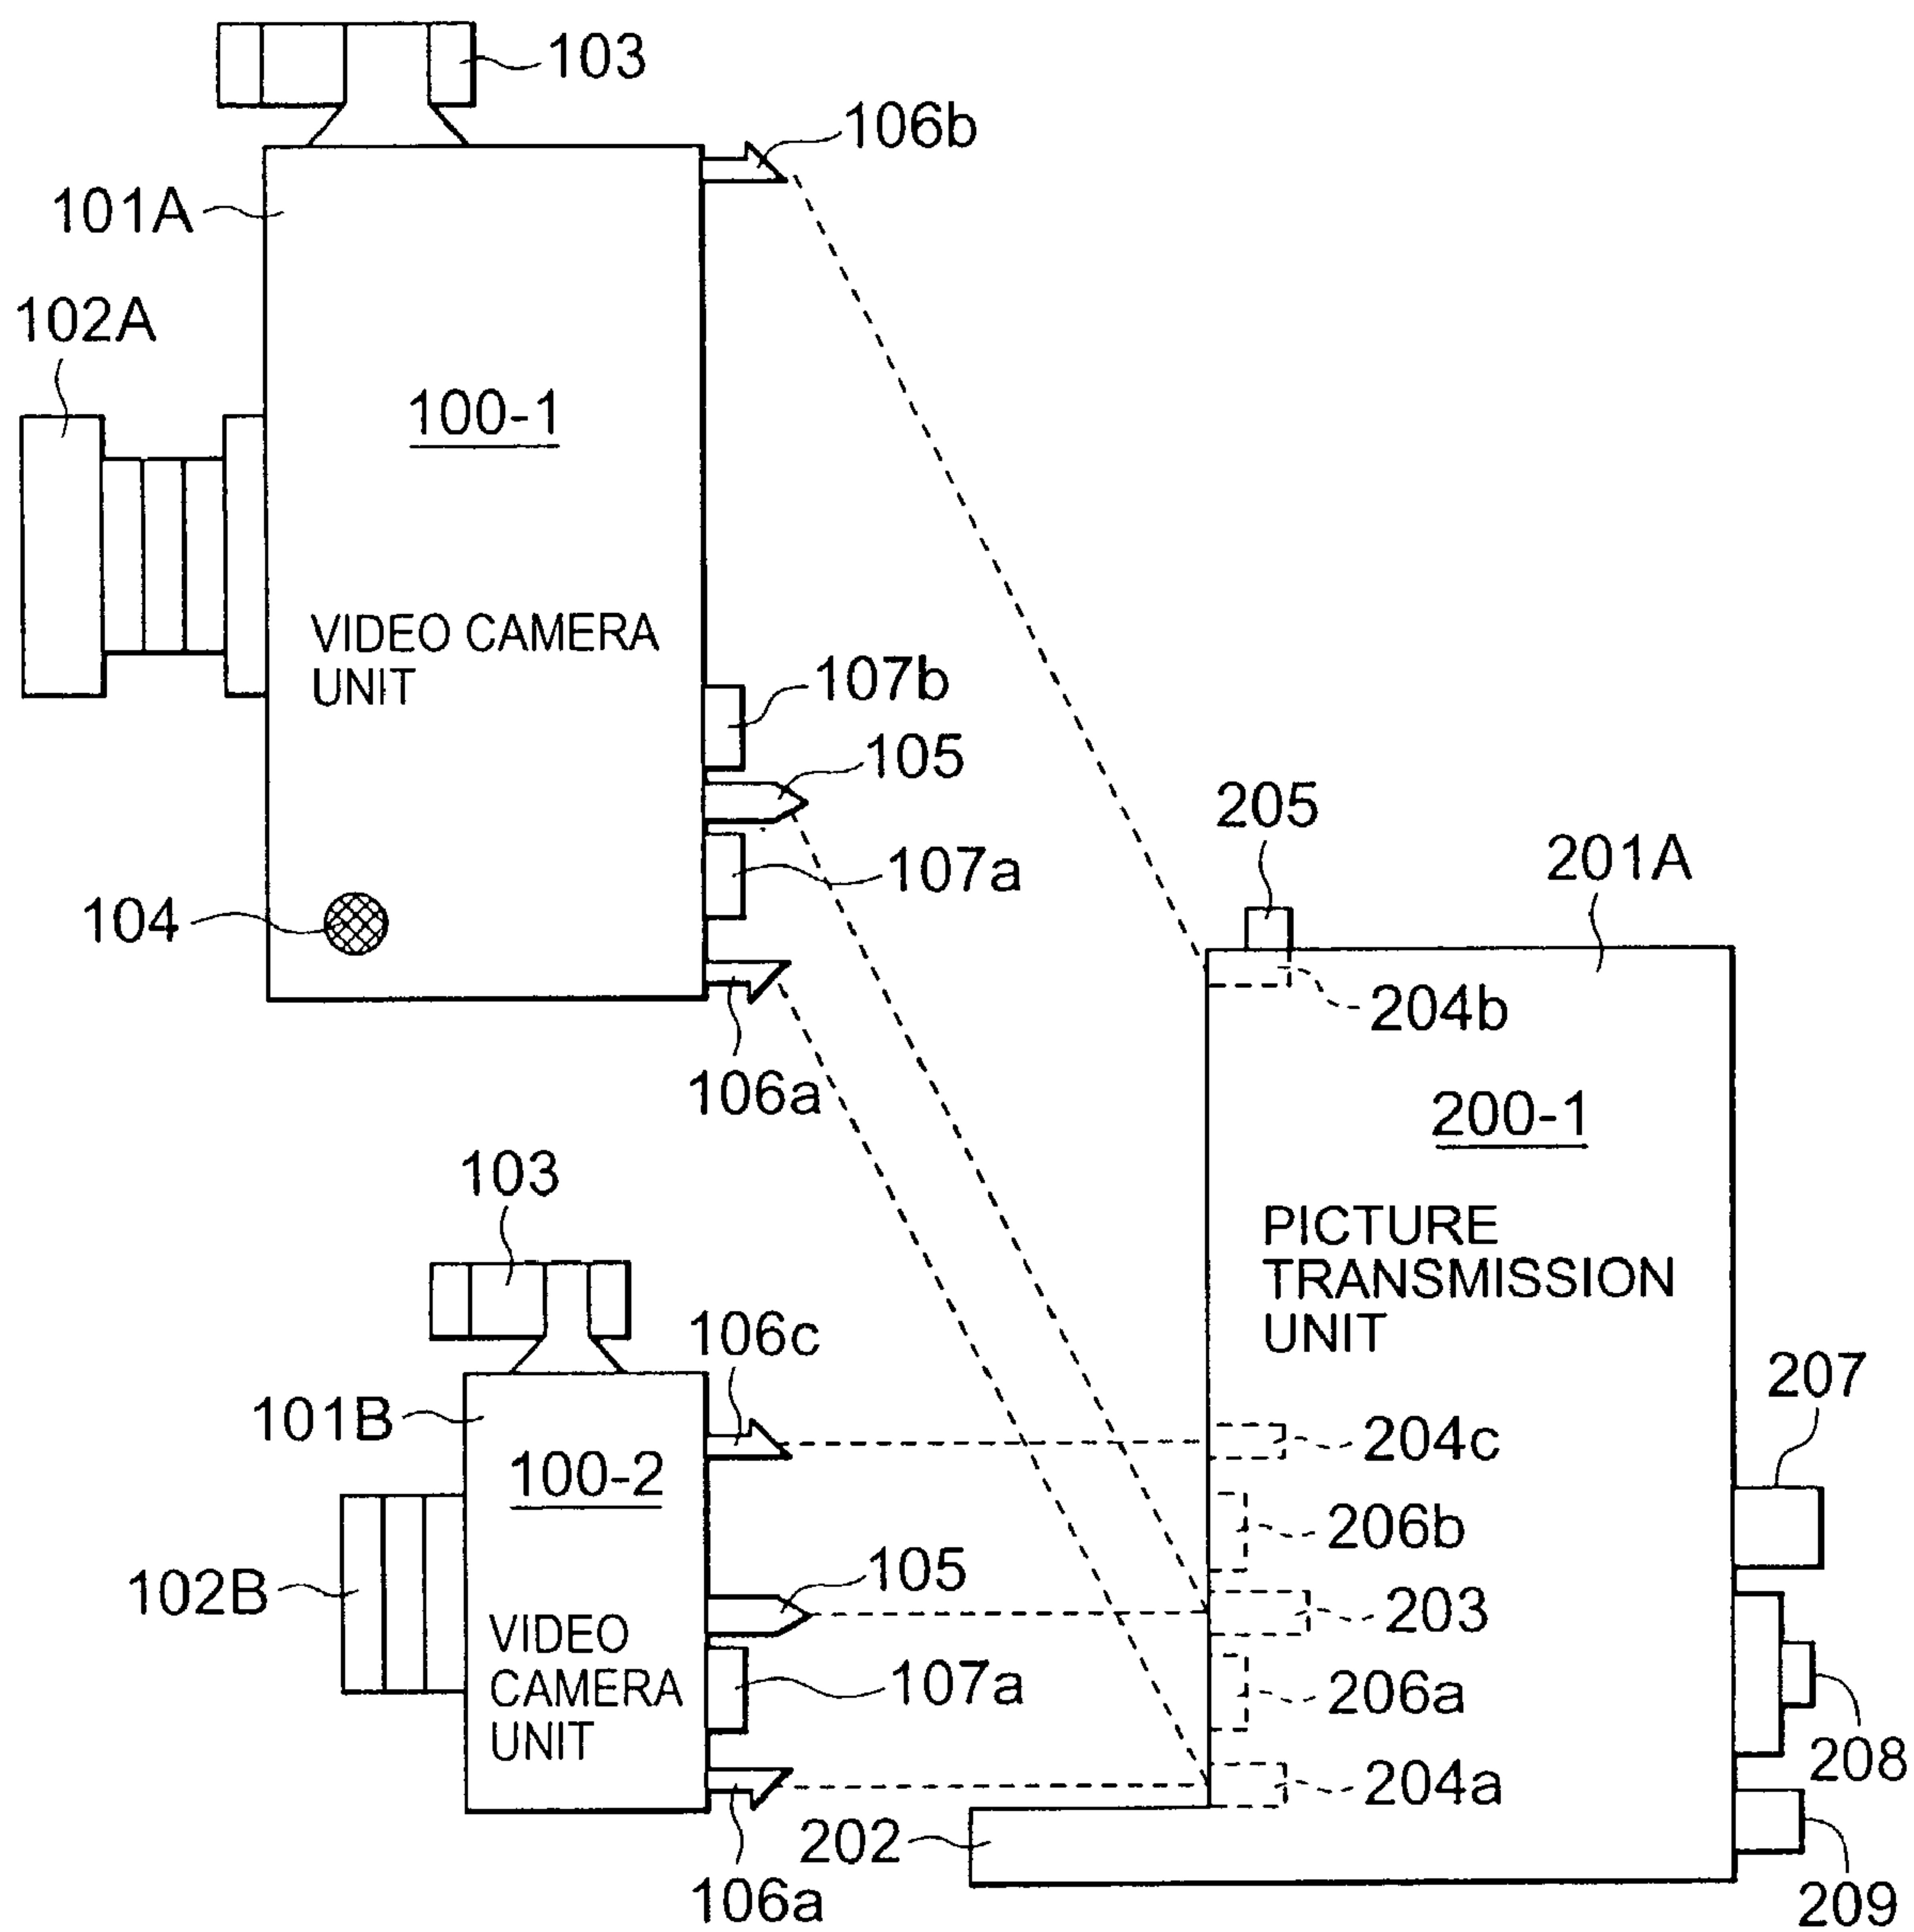 103
106b
101A
102A
100-1
VIDEO CAMERA
UNIT
107b
105
107a
104
106a
205
201A
204b
200-1
PICTURE
TRANSMISSION
UNIT
103
106c
101B
100-2
102B
105
VIDEO
CAMERA
UNIT
107a
106a
204c
207
206b
203
206a
208
204a
202
209